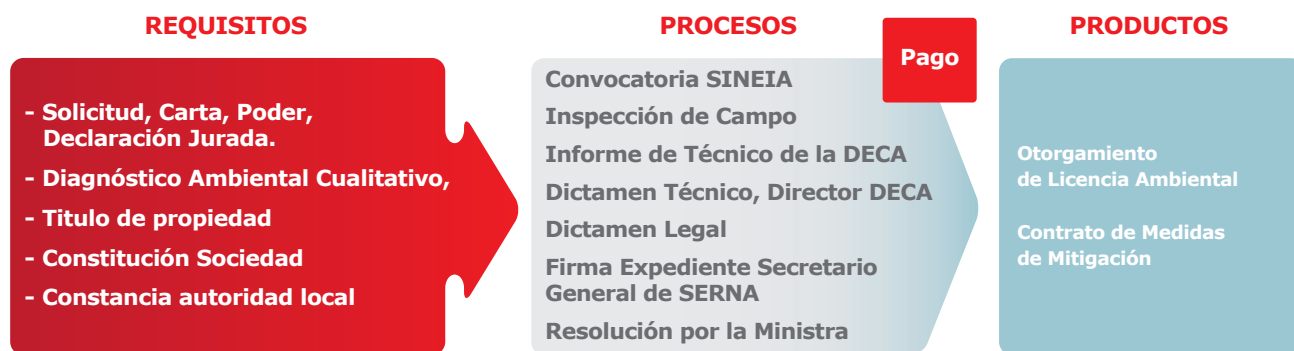 REQUISITOS
- Solicitud, Carta, Poder,
Declaración Jurada.
- Diagnóstico Ambiental Cualitativo,
- Titulo de propiedad
- Constitución Sociedad
- Constancia autoridad local
PROCESOS
Pago
Convocatoria SINEIA
Inspección de Campo
Informe de Técnico de la DECA
Dictamen Técnico, Director DECA
Dictamen Legal
Firma Expediente Secretario
General de SERNA
Resolución por la Ministra
PRODUCTOS
Otorgamiento
de Licencia Ambiental
Contrato de Medidas
de Mitigación